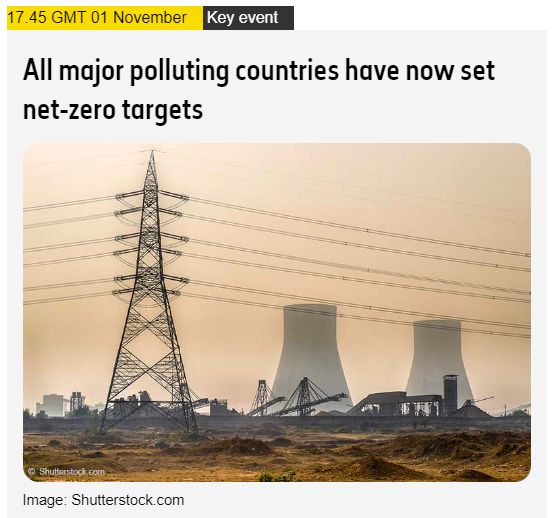 17.45 GMT 01 November Key event
All major polluting countries have now set
net-zero targets
© Shutterstock.com
Image: Shutterstock.com